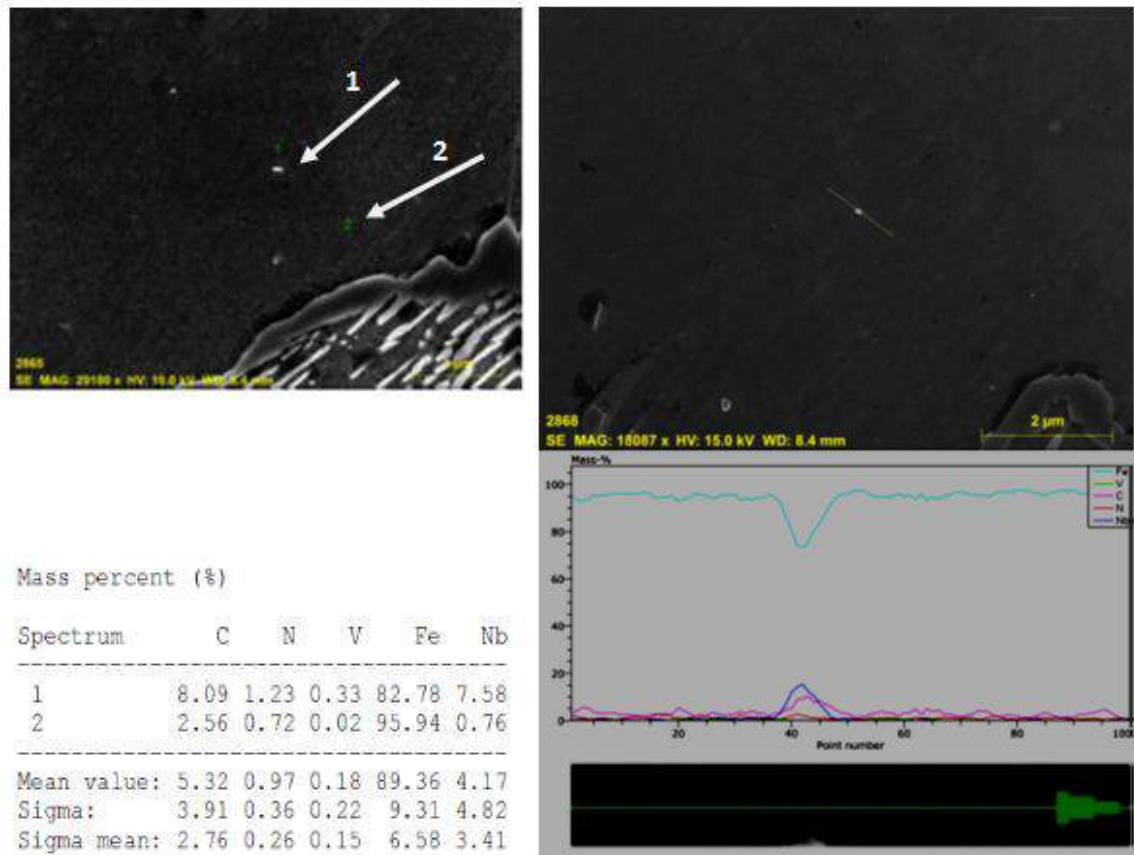 1
2
1
2
2865
SE MAG: 29180 x HV: 15.0 kV WD: 8.4 mm
2868
SE MAG: 18087 x HV: 15.0 kV WD: 8.4 mm
2 µm
Mass percent (%)
Spectrum C N V Fe Nb
1 8.09 1.23 0.33 82.78 7.58
2 2.56 0.72 0.02 95.94 0.76
Mean value: 5.32 0.97 0.18 89.36 4.17
Sigma: 3.91 0.36 0.22 9.31 4.82
Sigma mean: 2.76 0.26 0.15 6.58 3.41
Mass-%
100
80
60
40
20
0
20
40
60
80
100
Point number
Fe
V
C
N
Nb